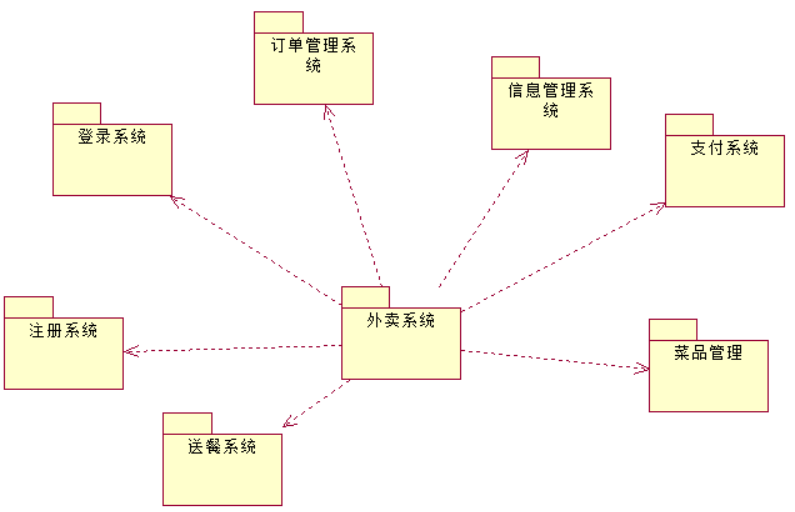 订单管理系
统
信息管理系
统
登录系统
支付系统
外卖系统
注册系统
菜品管理
送餐系统